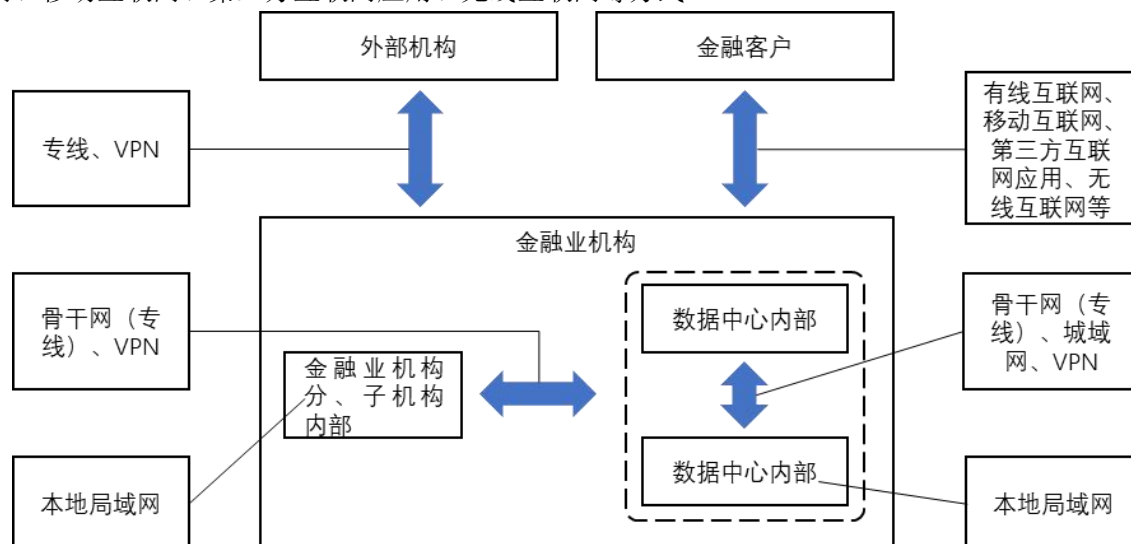 外部机构
金融客户
专线、VPN
有线互联网、
移动互联网、
第三方互联
网应用、无
线互联网等
金融业机构
骨干网（专
线）、VPN
数据中心内部
骨干网（专
线）、城域
网、VPN
金融业机构
分、子机构
内部
数据中心内部
本地局域网
本地局域网